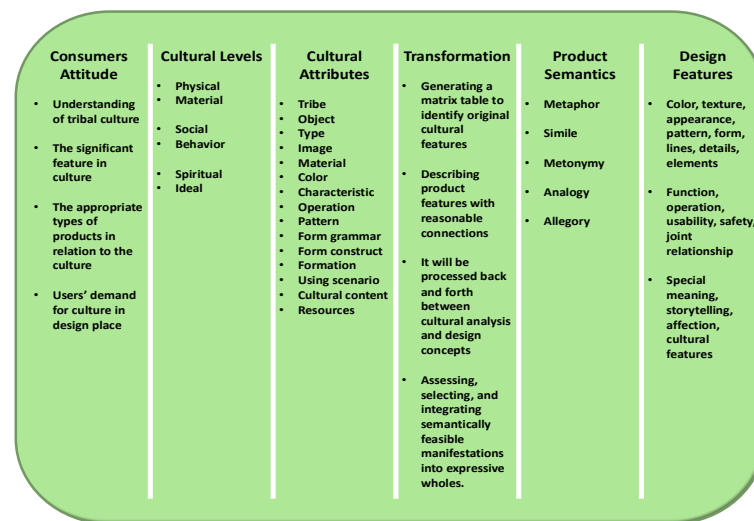 Consumers
Attitude
• Understanding
of tribal culture
• The significant
feature in
culture
• The appropriate
types of
products in
relation to the
culture
• Users' demand
for culture in
design place
Cultural Levels
• Physical
• Material
• Social
• Behavior
• Spiritual
• Ideal
Cultural
Attributes
• Tribe
• Object
• Type
• Image
• Material
• Color
• Characteristic
• Operation
• Pattern
• Form grammar
• Form construct
• Formation
• Using scenario
• Cultural content
• Resources
Transformation
• Generating a
matrix table to
identify original
cultural
features
• Describing
product
features with
reasonable
connections
• It will be
processed back
and forth
between
cultural analysis
and design
concepts
• Assessing,
selecting, and
integrating
semantically
feasible
manifestations
into expressive
wholes.
Product
Semantics
• Metaphor
• Simile
• Metonymy
• Analogy
• Allegory
Design
Features
• Color, texture,
appearance,
pattern, form,
lines, details,
elements
• Function,
operation,
usability, safety,
joint
relationship
• Special
meaning,
storytelling,
affection,
cultural
features